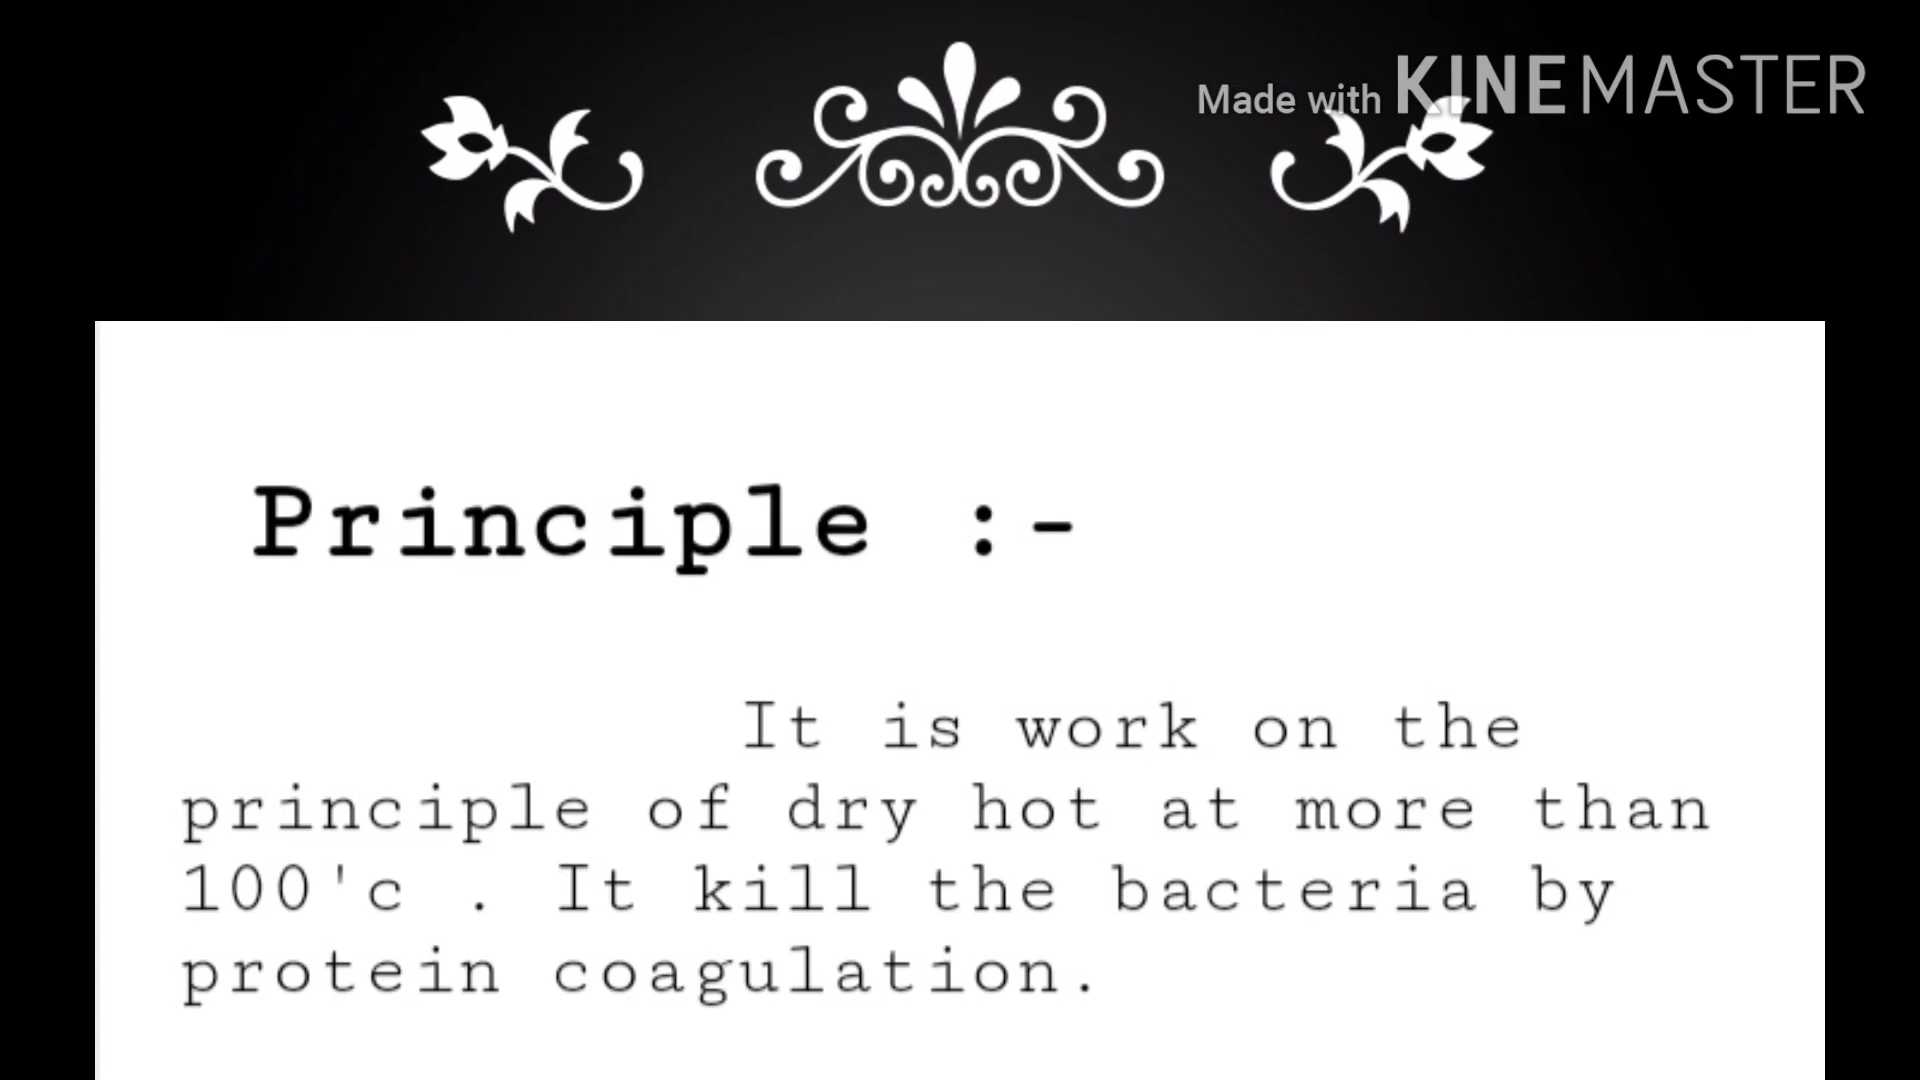 Made with KINEMASTER
Principle :-
It is work on the
principle of dry hot at more than
100'c . It kill the bacteria by
protein coagulation.